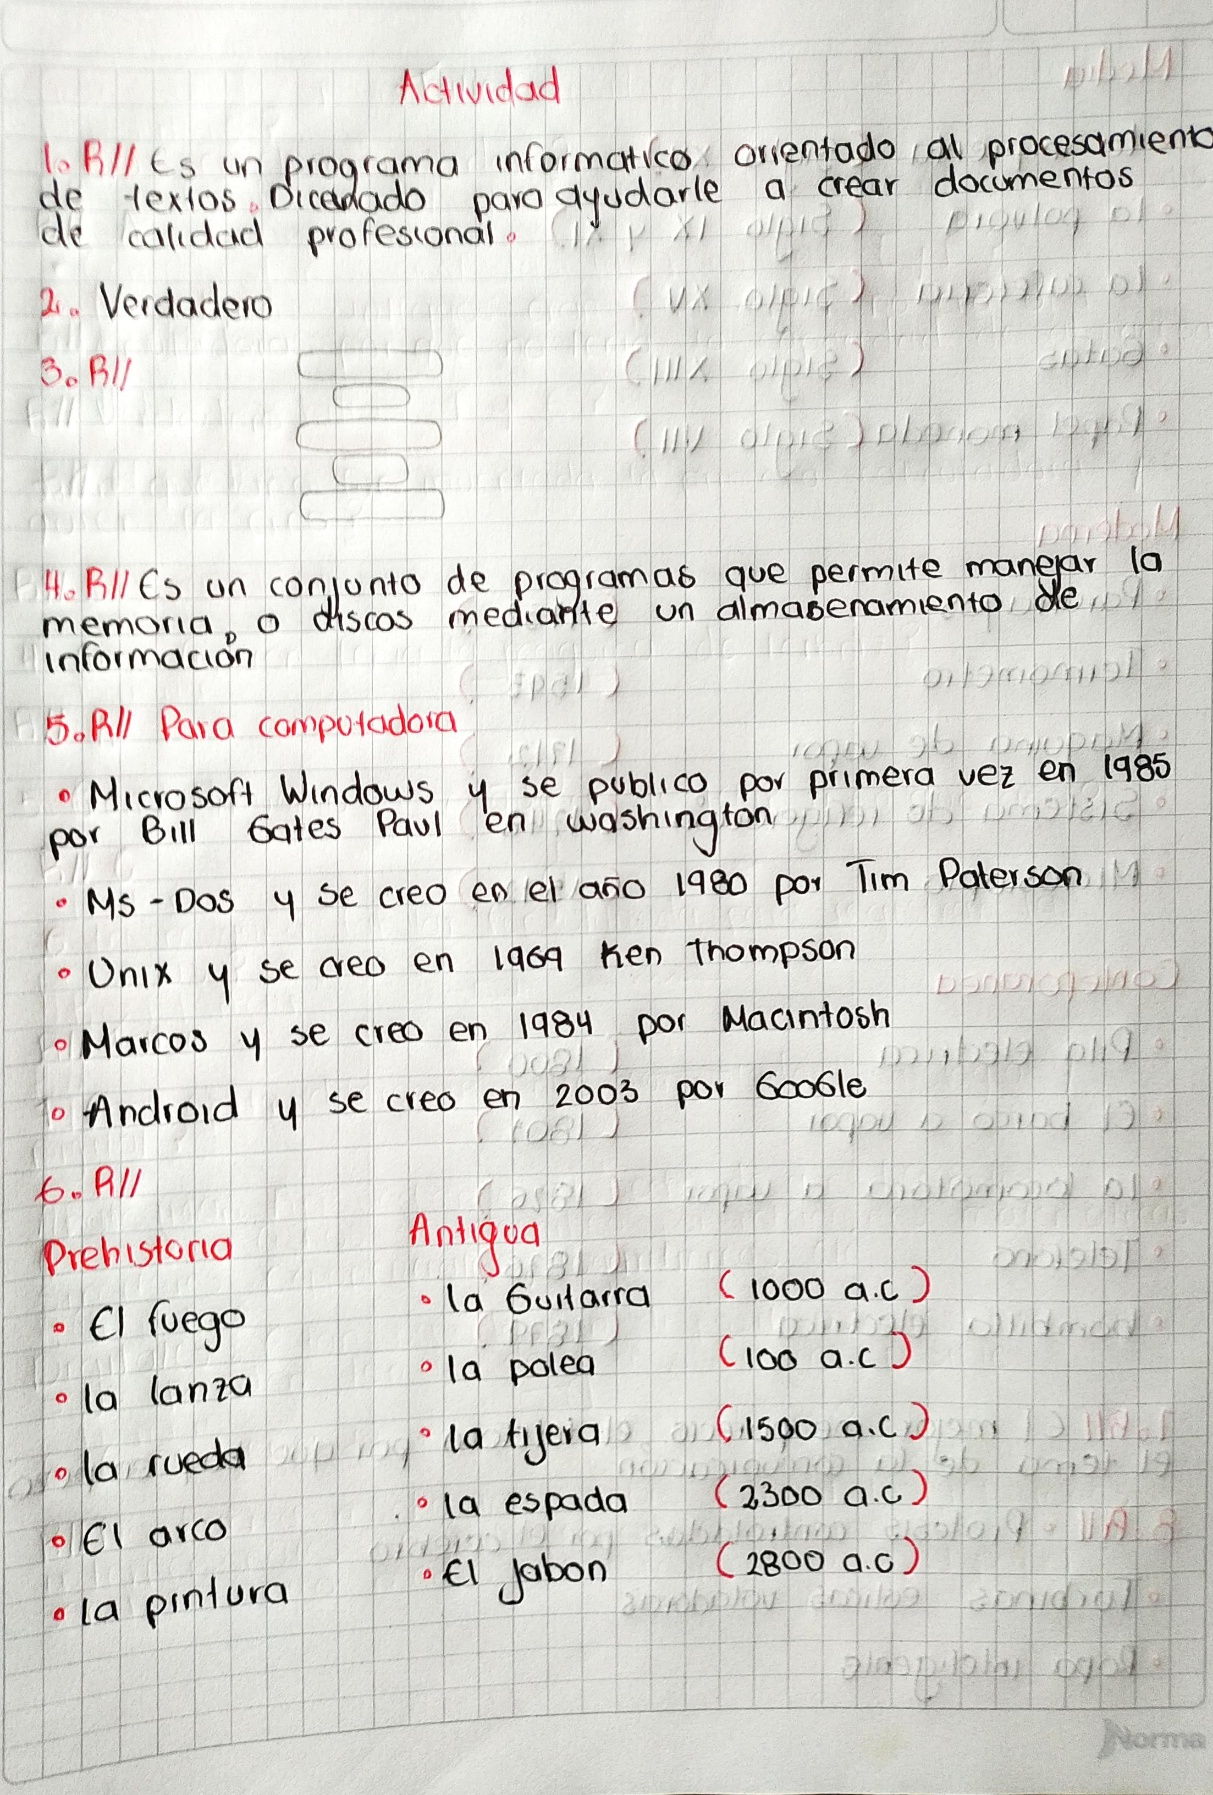 Actividad
1. R// Es un programa informatico orientado al procesamiento
de textos. Diceñado para ayudarle a crear documentos
de calidad profesional.
2. Verdadero
3. R//
4. R// Es un conjunto de programas que permite manejar la
memoria, o discos mediante un almasenamiento de
información
5. R// Para computadora
• Microsoft Windows y se publico por primera vez en 1985
por Bill Gates Paul en washington
• Ms-Dos y se creo en el año 1980 por Tim Paterson
• Unix y se creo en 1969 Ken thompson
• Marcos y se creo en 1984 por Macintosh
• Android y se creo en 2003 por GooGle
6. R//
Prehistoria
• El fuego
• la lanza
• la rueda
• El arco
• la pintura
Antigua
• la Guitarra (1000 a.c)
• la polea (100 a.c)
• la tijera (1500 a.c)
• la espada (2300 a.c)
• El jabon (2800 a.c)
Norma